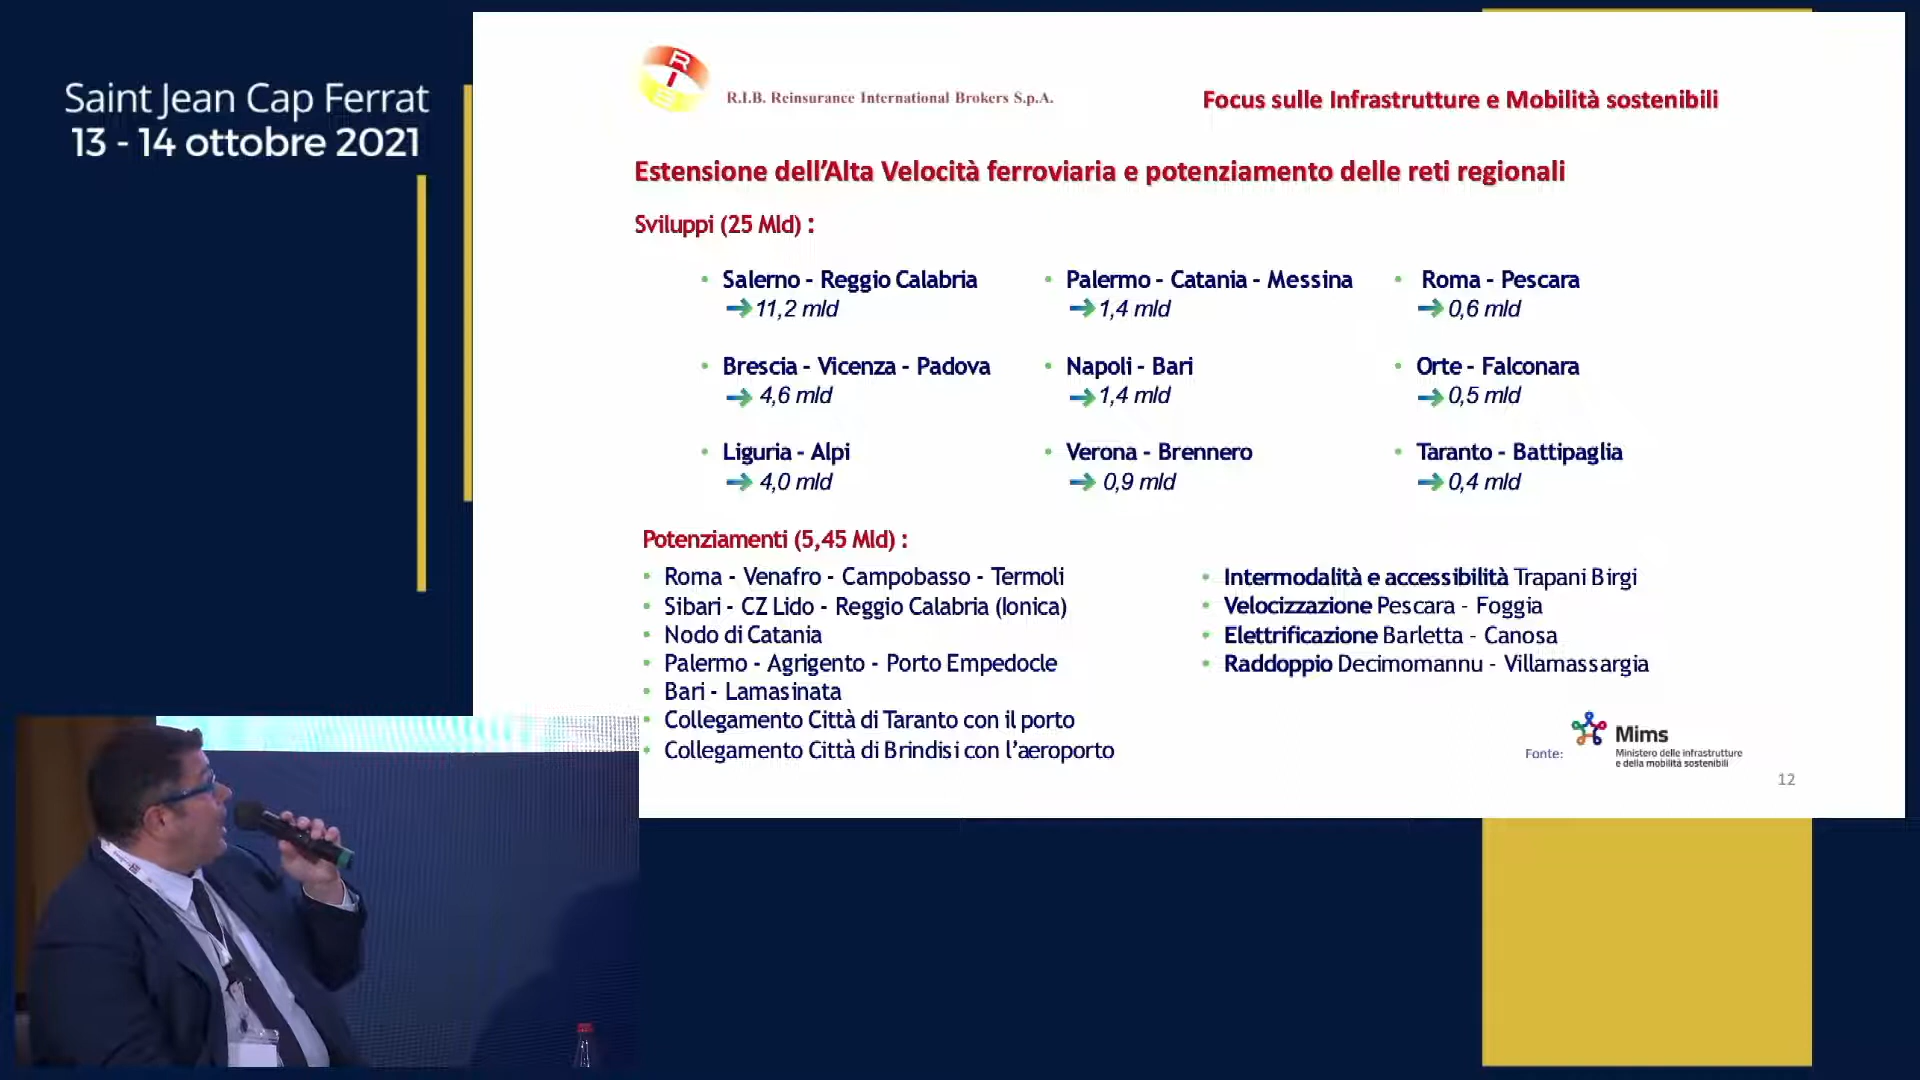 Saint Jean Cap Ferrat
13 - 14 ottobre 2021
RIB
R.I.B. Reinsurance International Brokers S.p.A.
Focus sulle Infrastrutture e Mobilità sostenibili
Estensione dell'Alta Velocità ferroviaria e potenziamento delle reti regionali
Sviluppi (25 Mld) :
• Salerno - Reggio Calabria
→ 11,2 mld
• Brescia - Vicenza - Padova
→ 4,6 mld
• Liguria - Alpi
→ 4,0 mld
• Palermo - Catania - Messina
→ 1,4 mld
• Napoli - Bari
→ 1,4 mld
• Verona - Brennero
→ 0,9 mld
• Roma - Pescara
→ 0,6 mld
• Orte - Falconara
→ 0,5 mld
• Taranto - Battipaglia
→ 0,4 mld
Potenziamenti (5,45 Mld) :
• Roma - Venafro - Campobasso - Termoli
• Sibari - CZ Lido - Reggio Calabria (Ionica)
• Nodo di Catania
• Palermo - Agrigento - Porto Empedocle
• Bari - Lamasinata
• Collegamento Città di Taranto con il porto
• Collegamento Città di Brindisi con l'aeroporto
• Intermodalità e accessibilità Trapani Birgi
• Velocizzazione Pescara - Foggia
• Elettrificazione Barletta - Canosa
• Raddoppio Decimomannu - Villamassargia
Fonte:
Mims
Ministero delle infrastrutture
e della mobilità sostenibili
12